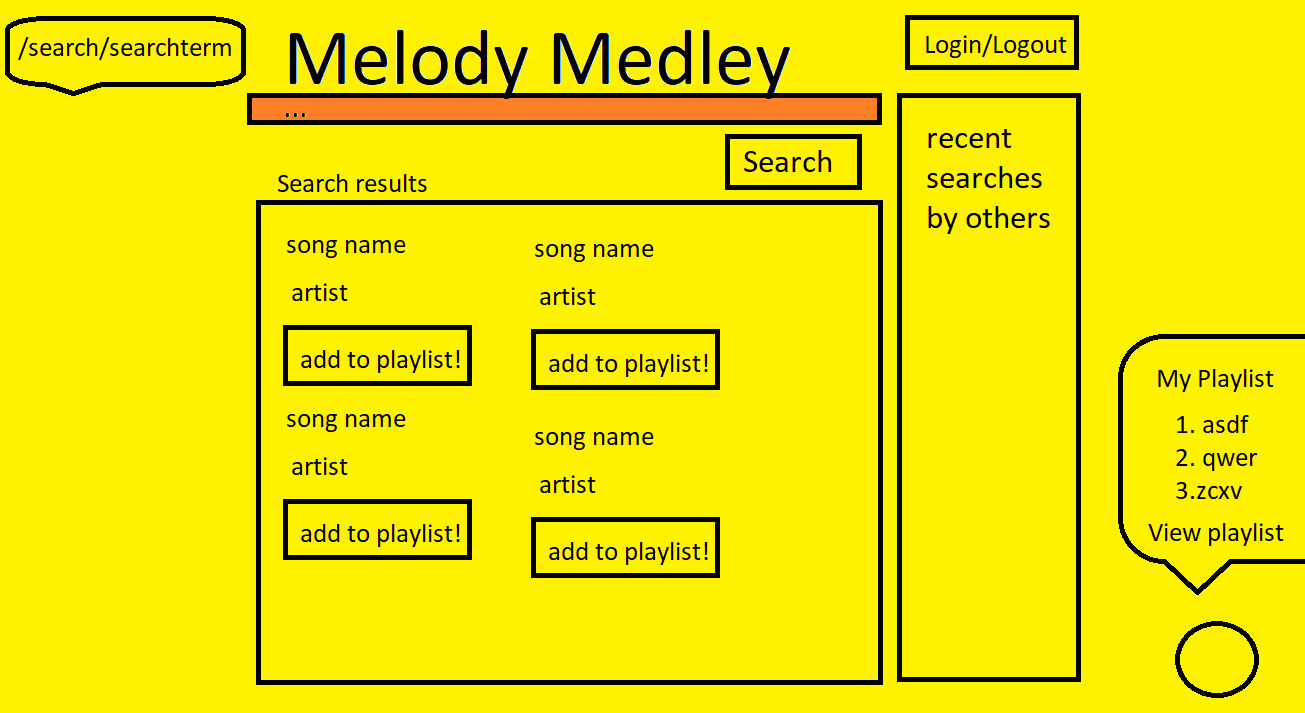 /search/searchterm
Melody Medley
Login/Logout
...
Search
Search results
song name
artist
add to playlist!
song name
artist
add to playlist!
song name
artist
add to playlist!
song name
artist
add to playlist!
recent
searches
by others
My Playlist
1. asdf
2. qwer
3.zcxv
View playlist